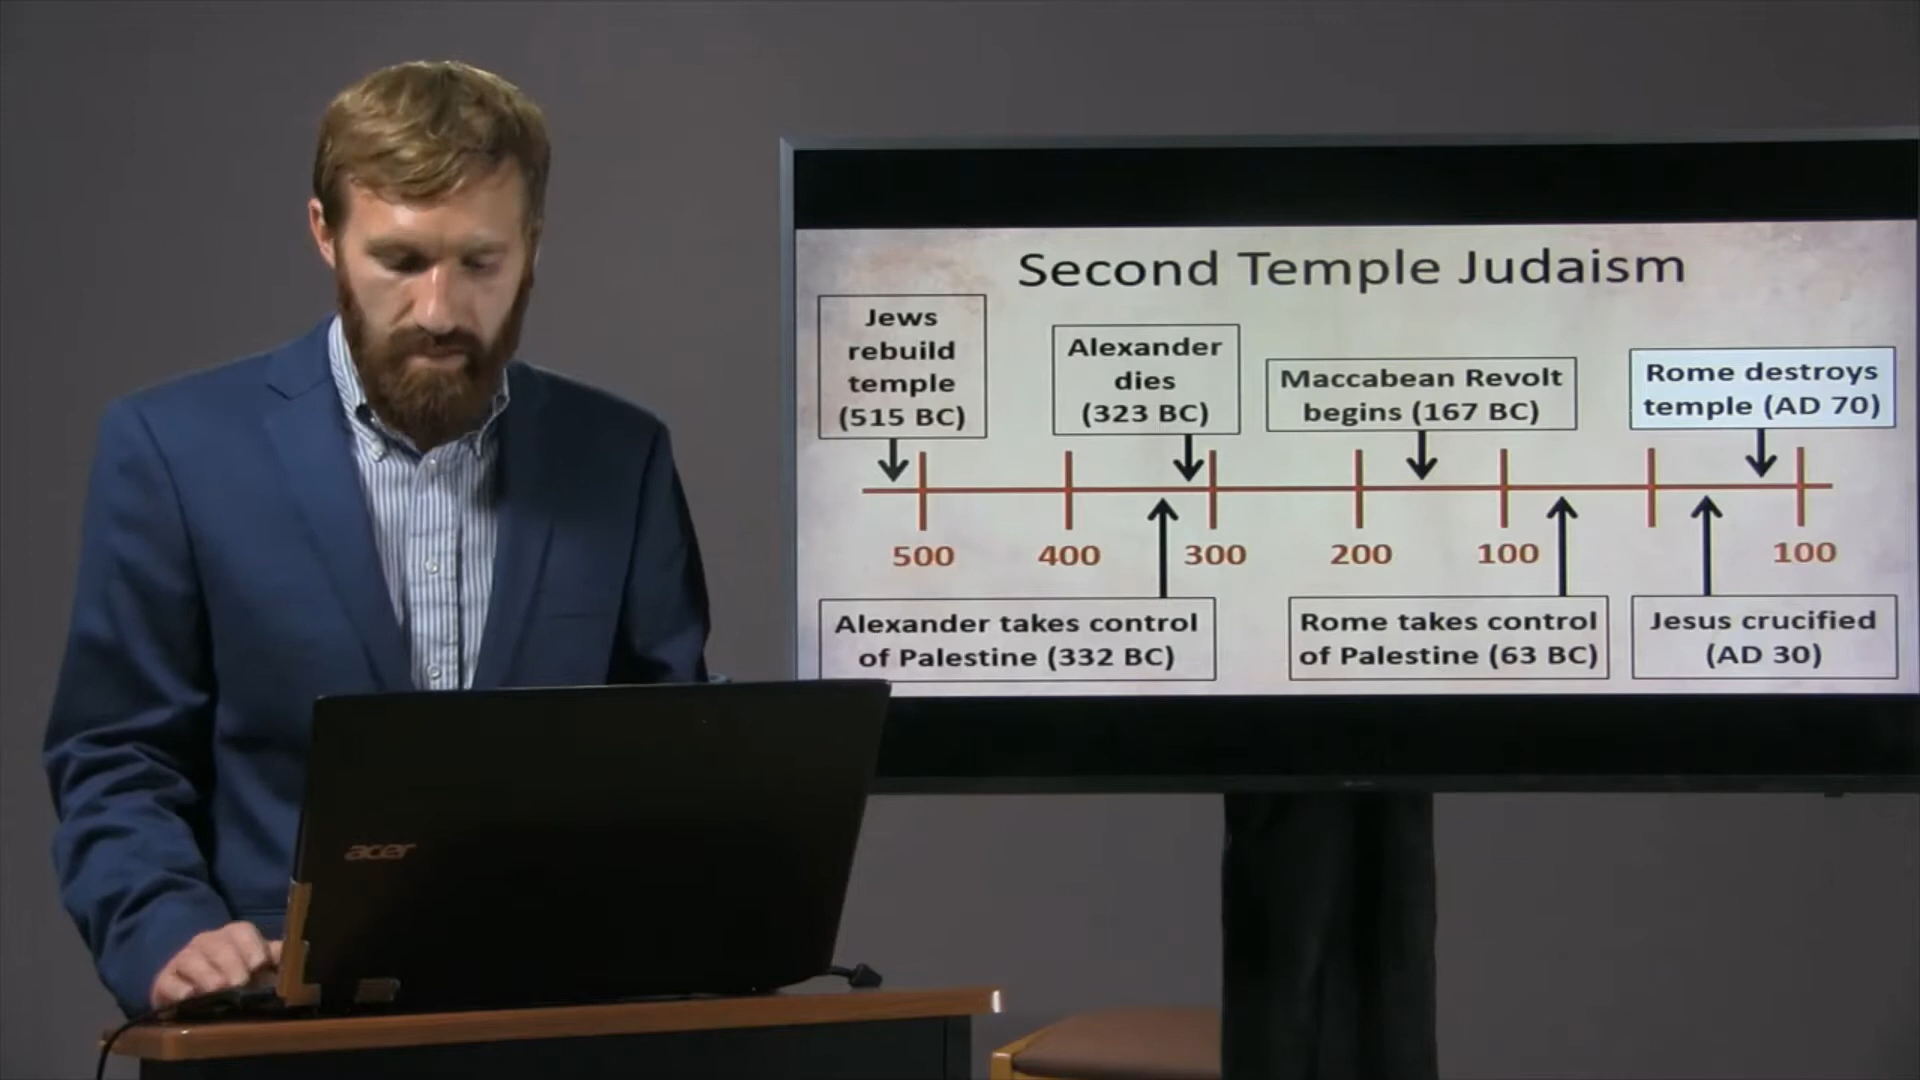 Second Temple Judaism
Jews
rebuild
temple
(515 BC)
Alexander
dies
(323 BC)
Maccabean Revolt
begins (167 BC)
Rome destroys
temple (AD 70)
500
400
300
200
100
100
Alexander takes control
of Palestine (332 BC)
Rome takes control
of Palestine (63 BC)
Jesus crucified
(AD 30)
acer